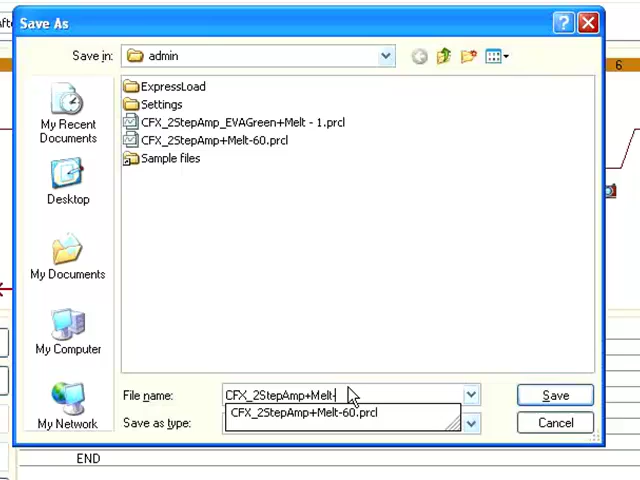 Afte
Save As
Save in:
admin
6
ExpressLoad
Settings
CFX_2StepAmp_EVAGreen+Melt - 1.prcl
CFX_2StepAmp+Melt-60.prcl
Sample files
My Recent
Documents
Desktop
My Documents
My Computer
My Network
File name:
CFX_2StepAmp+Melt-
Save
CFX_2StepAmp+Melt-60.prcl
Save as type:
Cancel
END